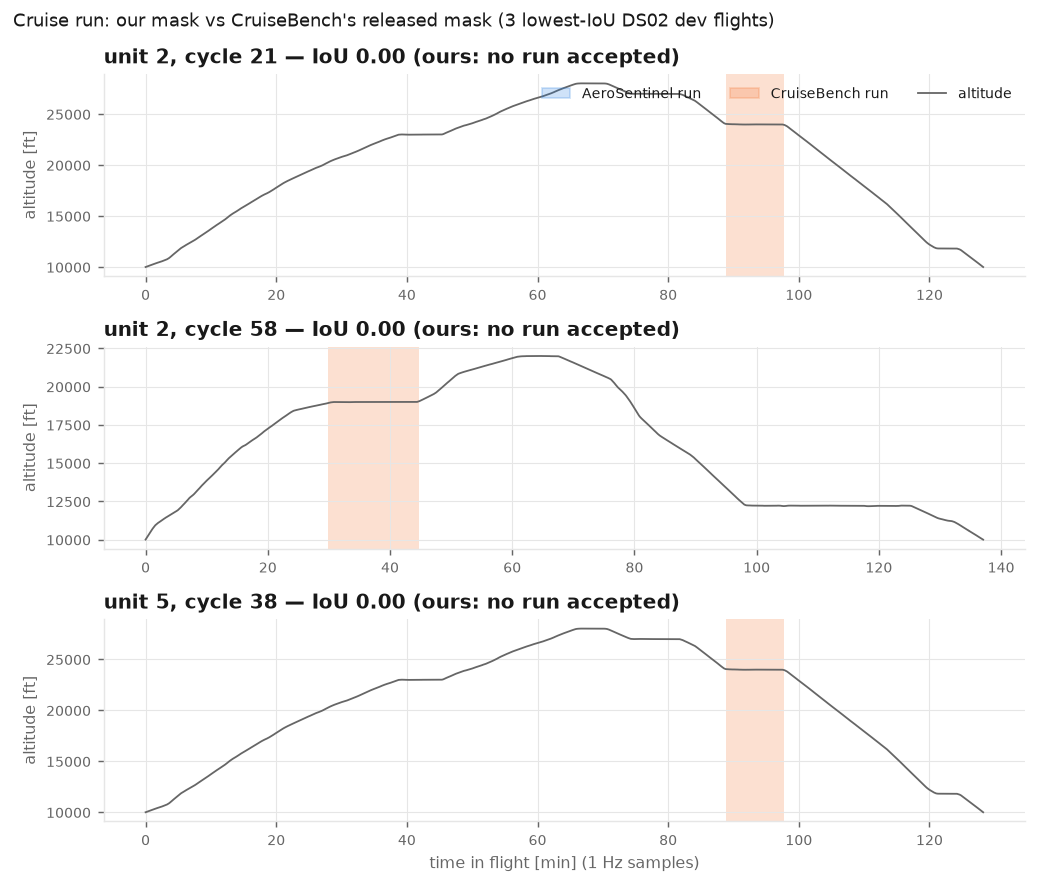 Cruise run: our mask vs CruiseBench's released mask (3 lowest-IoU DS02 dev flights)
unit 2, cycle 21 — IoU 0.00 (ours: no run accepted)
AeroSentinel run CruiseBench run altitude
25000
20000
15000
10000
altitude [ft]
0 20 40 60 80 100 120
unit 2, cycle 58 — IoU 0.00 (ours: no run accepted)
22500
20000
17500
15000
12500
10000
altitude [ft]
0 20 40 60 80 100 120 140
unit 5, cycle 38 — IoU 0.00 (ours: no run accepted)
25000
20000
15000
10000
altitude [ft]
0 20 40 60 80 100 120
time in flight [min] (1 Hz samples)